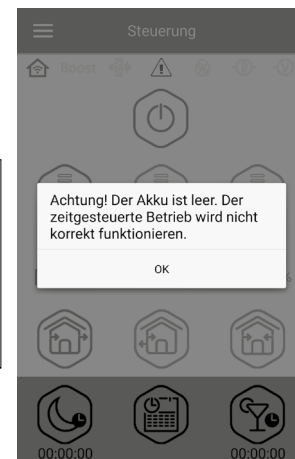 Steuerung
Boost
Achtung! Der Akku ist leer. Der
zeitgesteuerte Betrieb wird nicht
korrekt funktionieren.
OK
%
00:00:00 00:00:00